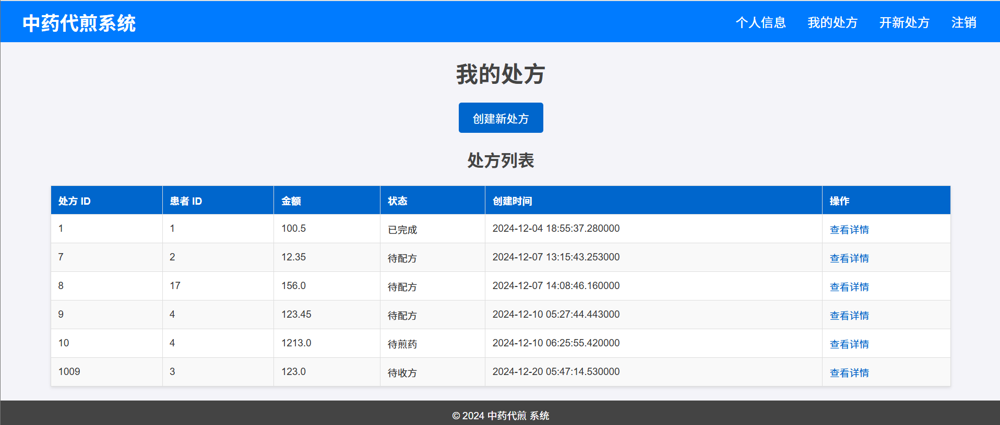 中药代煎系统 个人信息 我的处方 开新处方 注销
我的处方
创建新处方
处方列表
处方 ID 患者 ID 金额 状态 创建时间 操作
1 1 100.5 已完成 2024-12-04 18:55:37.280000 查看详情
7 2 12.35 待配方 2024-12-07 13:15:43.253000 查看详情
8 17 156.0 待配方 2024-12-07 14:08:46.160000 查看详情
9 4 123.45 待配方 2024-12-10 05:27:44.443000 查看详情
10 4 1213.0 待煎药 2024-12-10 06:25:55.420000 查看详情
1009 3 123.0 待收方 2024-12-20 05:47:14.530000 查看详情
© 2024 中药代煎 系统